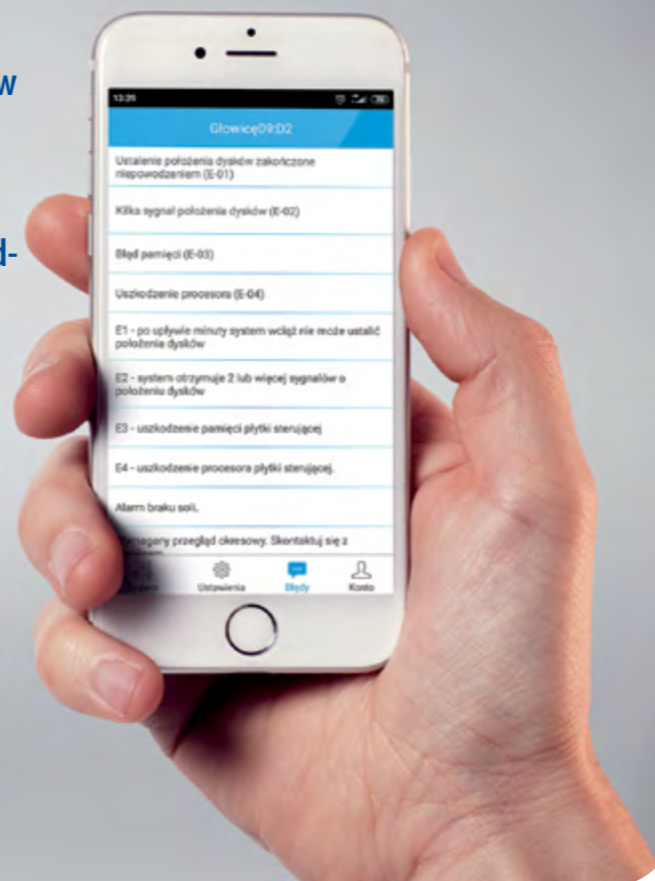 w
d-
13:31
Głowicę09:D2
Ustalenie położenia dysków zakończone
niepowodzeniem (E-01)
Kilka sygnał położenia dysków (E-02)
Błęd pamięci (E-03)
Uszkodzenie procesora (E-04)
E1 - po upływie minuty system wciąż nie może ustalić
położenia dysków
E2 - system otrzymuje 2 lub więcej sygnałów o
położeniu dysków
E3 - uszkodzenie pamięci płytki sterującej
E4 - uszkodzenie procesora płytki sterującej.
Alarm braku soli.
przegląd okresowy. Skontaktuj się z
Ustawienia
Błędy
Konto